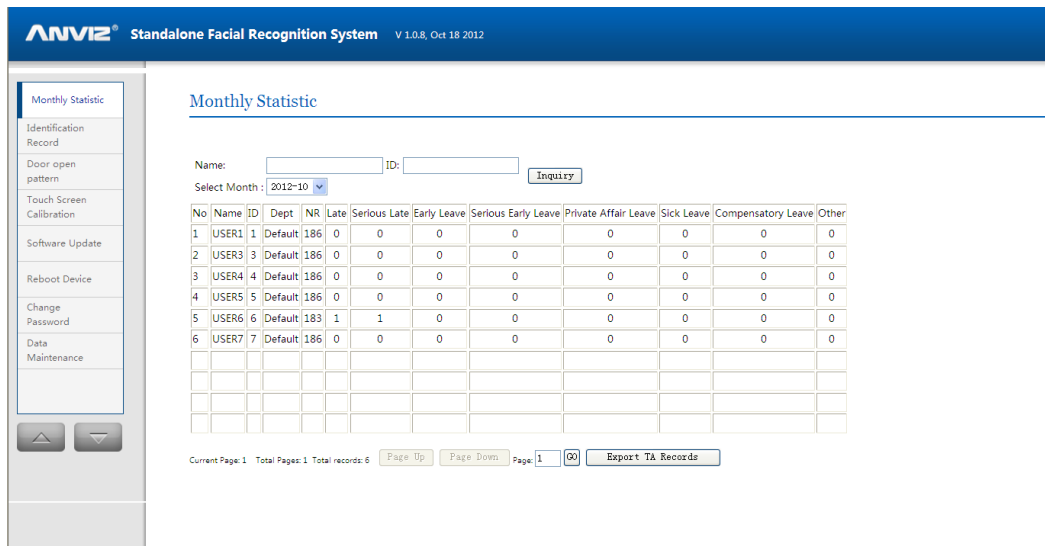 ANVIZ® Standalone Facial Recognition System V 1.0.8, Oct 18 2012
Monthly Statistic
Identification
Record
Door open
pattern
Touch Screen
Calibration
Software Update
Reboot Device
Change
Password
Data
Maintenance
Monthly Statistic
Name: ID:
Inquiry
Select Month : 2012-10
No Name ID Dept NR Late Serious Late Early Leave Serious Early Leave Private Affair Leave Sick Leave Compensatory Leave Other
1 USER1 1 Default 186 0 0 0 0 0 0 0 0
2 USER3 3 Default 186 0 0 0 0 0 0 0 0
3 USER4 4 Default 186 0 0 0 0 0 0 0 0
4 USER5 5 Default 186 0 0 0 0 0 0 0 0
5 USER6 6 Default 183 1 1 0 0 0 0 0 0
6 USER7 7 Default 186 0 0 0 0 0 0 0 0
Current Page: 1 Total Pages: 1 Total records: 6 Page Up Page Down Page: 1 GO Export TA Records